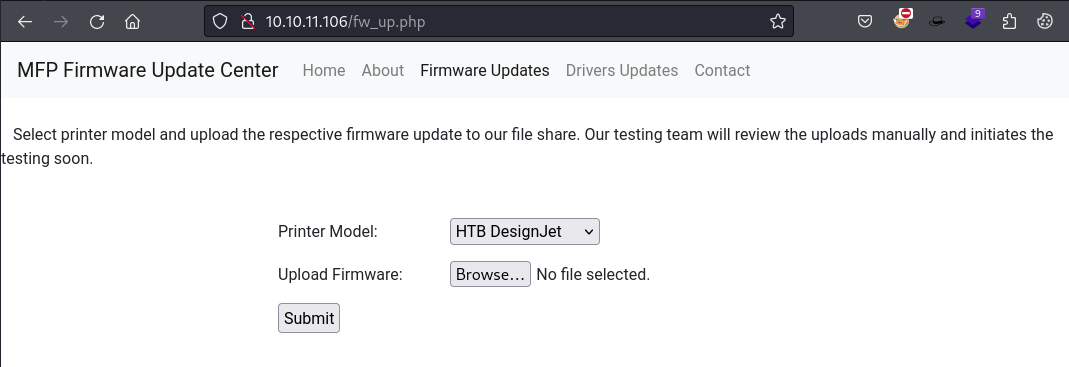 10.10.11.106/fw_up.php
9
MFP Firmware Update Center Home About Firmware Updates Drivers Updates Contact
Select printer model and upload the respective firmware update to our file share. Our testing team will review the uploads manually and initiates the
testing soon.
Printer Model: HTB DesignJet
Upload Firmware: Browse... No file selected.
Submit